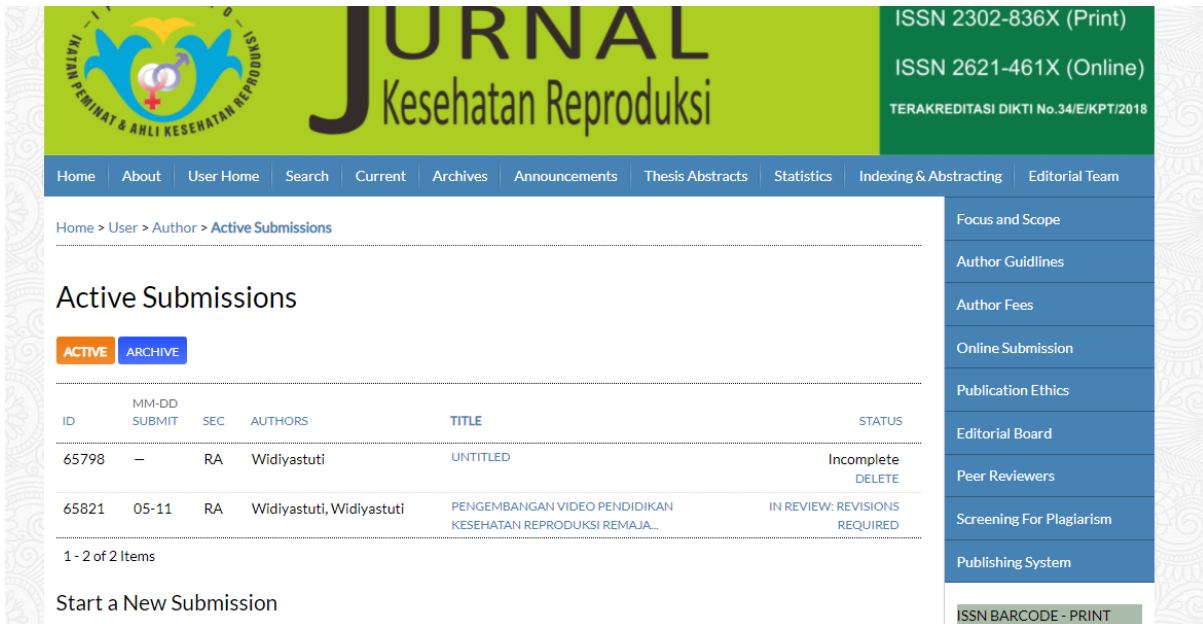 IKATAN PEMINAT & AHLI KESEHATAN REPRODUKSI
JURNAL
Kesehatan Reproduksi
ISSN 2302-836X (Print)
ISSN 2621-461X (Online)
TERAKREDITASI DIKTI No.34/E/KPT/2018
Home About User Home Search Current Archives Announcements Thesis Abstracts Statistics Indexing & Abstracting Editorial Team
Home > User > Author > Active Submissions
Active Submissions
ACTIVE ARCHIVE
MM-DD
ID SUBMIT SEC AUTHORS TITLE STATUS
65798 — RA Widiyastuti UNTITLED Incomplete
DELETE
65821 05-11 RA Widiyastuti, Widiyastuti PENGEMBANGAN VIDEO PENDIDIKAN IN REVIEW: REVISIONS
KESEHATAN REPRODUKSI REMAJA... REQUIRED
1 - 2 of 2 Items
Start a New Submission
Focus and Scope
Author Guidlines
Author Fees
Online Submission
Publication Ethics
Editorial Board
Peer Reviewers
Screening For Plagiarism
Publishing System
ISSN BARCODE - PRINT